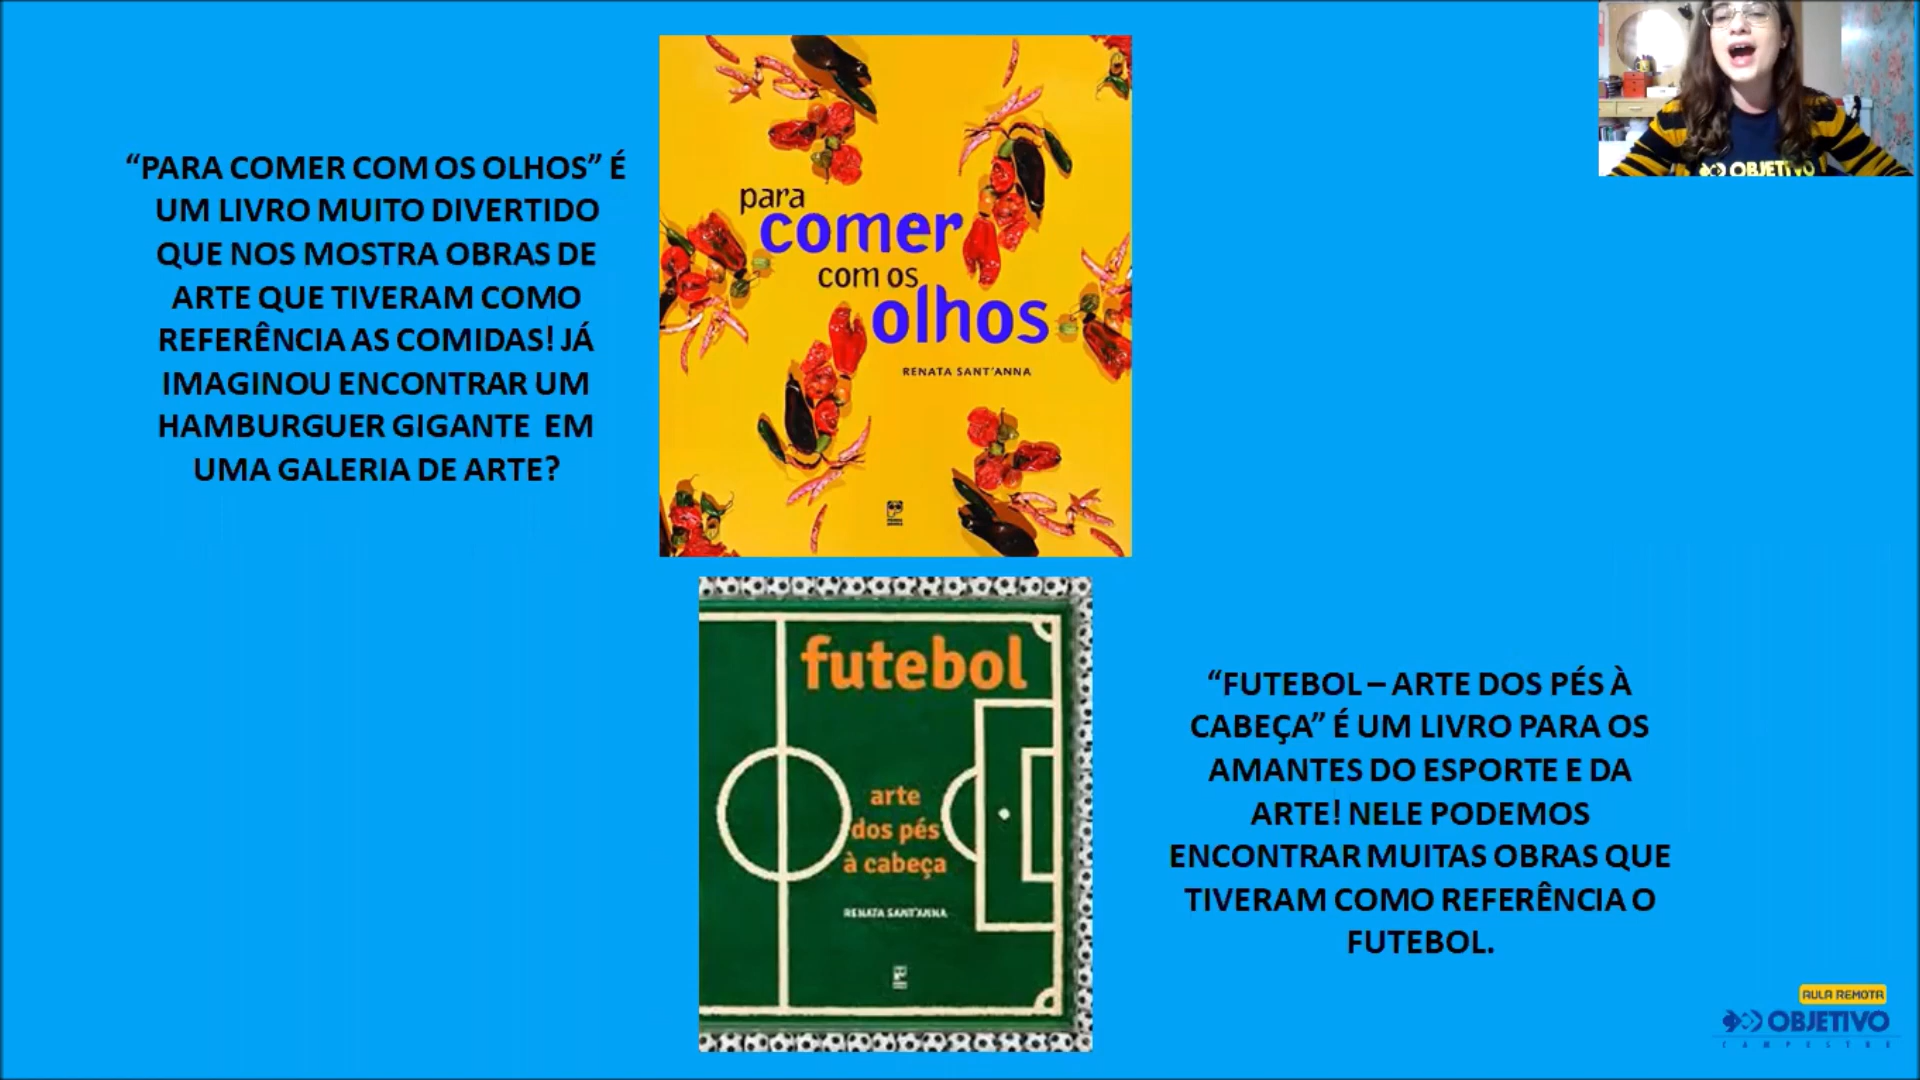 “PARA COMER COM OS OLHOS” É
UM LIVRO MUITO DIVERTIDO
QUE NOS MOSTRA OBRAS DE
ARTE QUE TIVERAM COMO
REFERÊNCIA AS COMIDAS! JÁ
IMAGINOU ENCONTRAR UM
HAMBURGUER GIGANTE EM
UMA GALERIA DE ARTE?
para
comer
com os
olhos
RENATA SANT'ANNA
OBJETIVO
futebol
arte
dos pés
à cabeça
RENATA SANT'ANNA
“FUTEBOL – ARTE DOS PÉS À
CABEÇA” É UM LIVRO PARA OS
AMANTES DO ESPORTE E DA
ARTE! NELE PODEMOS
ENCONTRAR MUITAS OBRAS QUE
TIVERAM COMO REFERÊNCIA O
FUTEBOL.
AULA REMOTA
OBJETIVO
CAMPESTRE